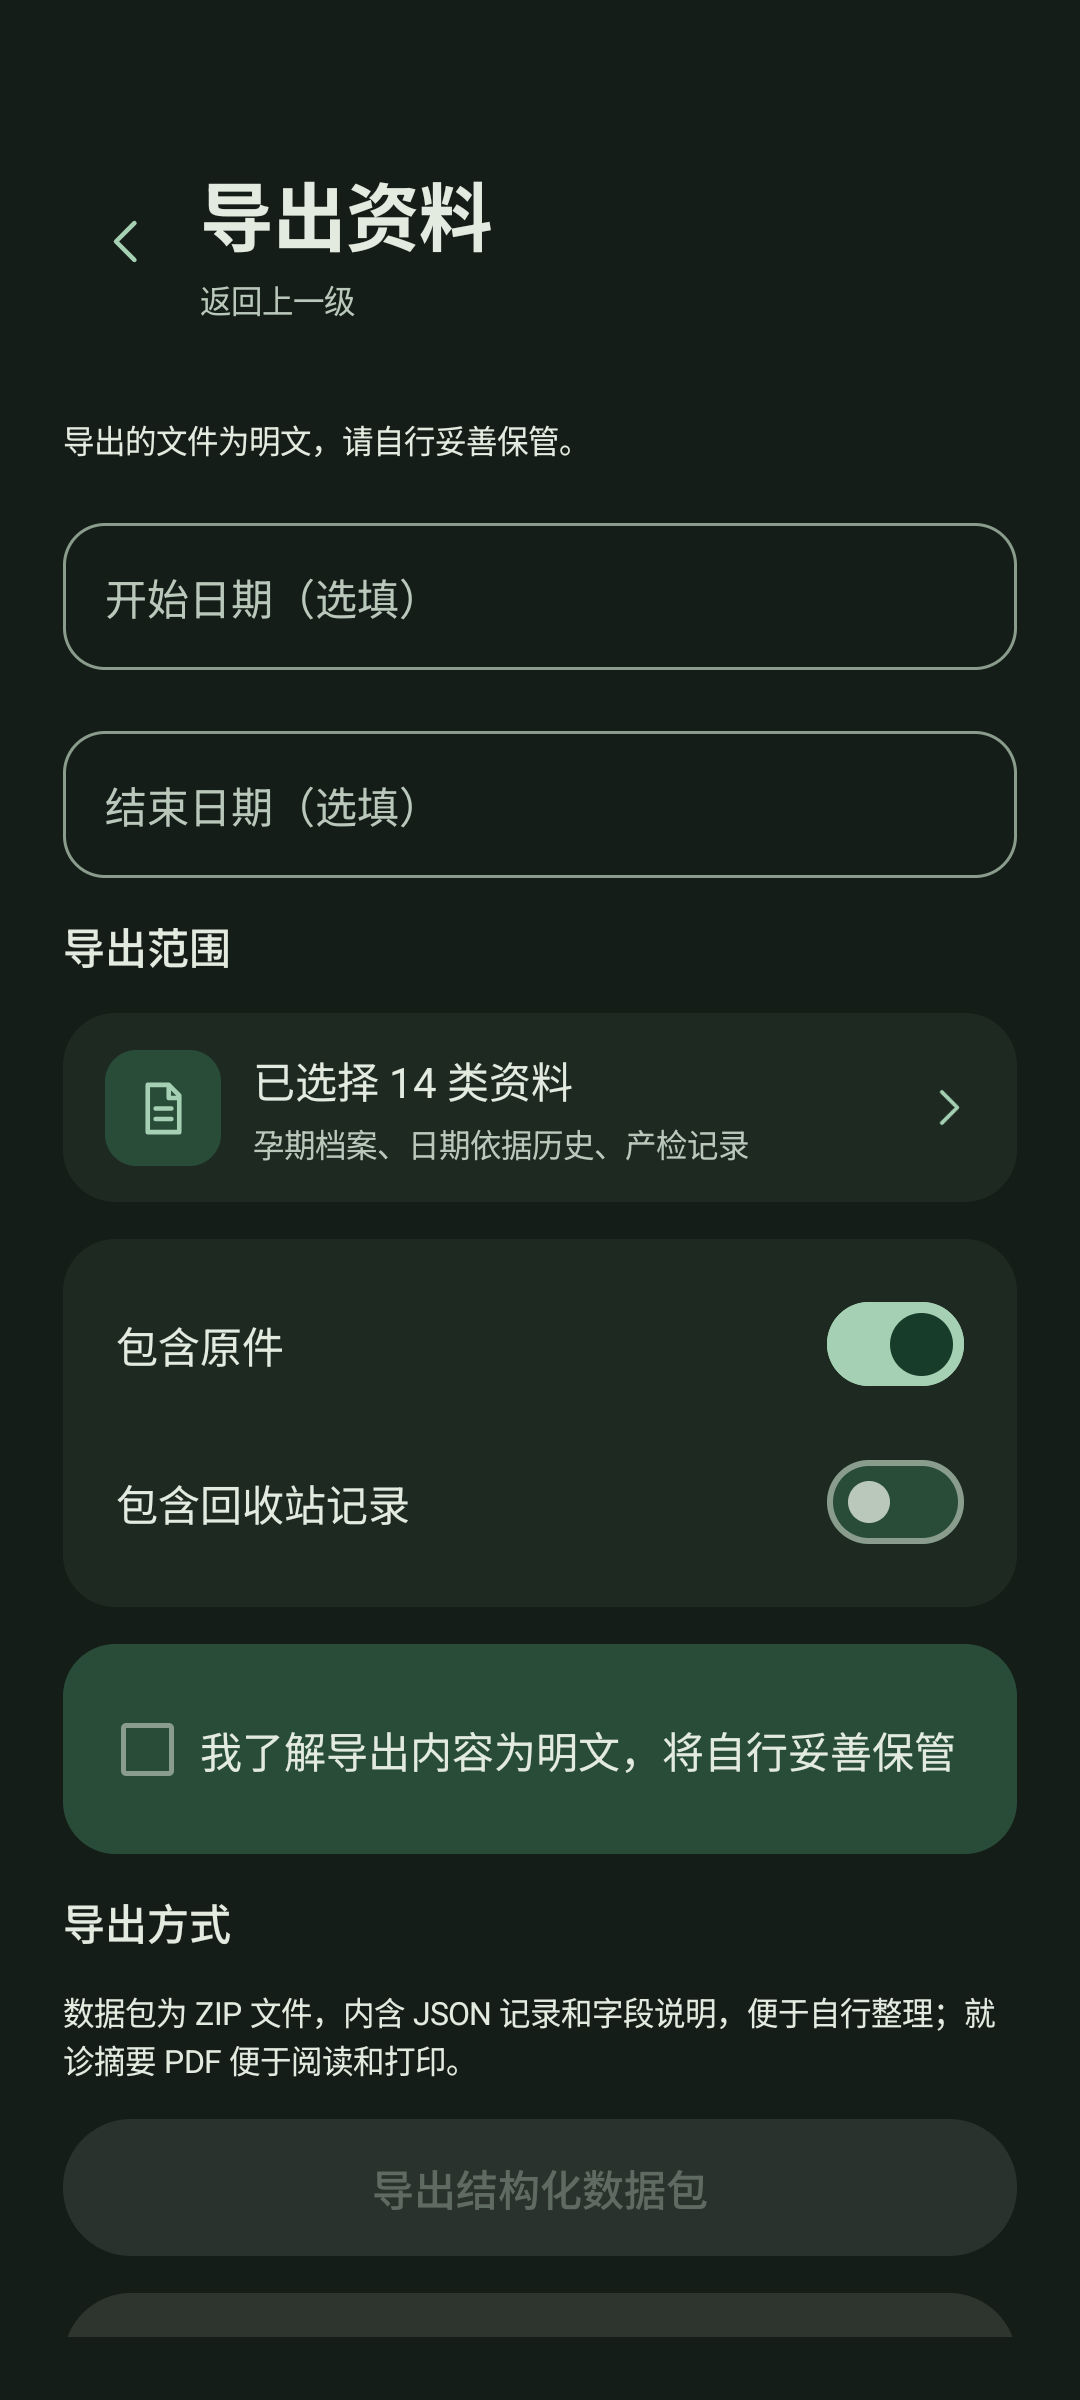 导出资料
返回上一级
导出的文件为明文，请自行妥善保管。
开始日期（选填）
结束日期（选填）
导出范围
已选择 14 类资料
孕期档案、日期依据历史、产检记录
包含原件
包含回收站记录
我了解导出内容为明文，将自行妥善保管
导出方式
数据包为 ZIP 文件，内含 JSON 记录和字段说明，便于自行整理；就
诊摘要 PDF 便于阅读和打印。
导出结构化数据包